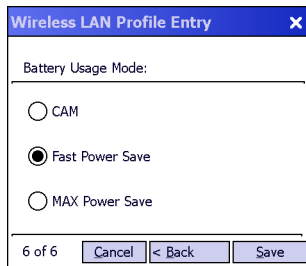 Wireless LAN Profile Entry
Battery Usage Mode:
CAM
Fast Power Save
MAX Power Save
6 of 6 Cancel < Back Save